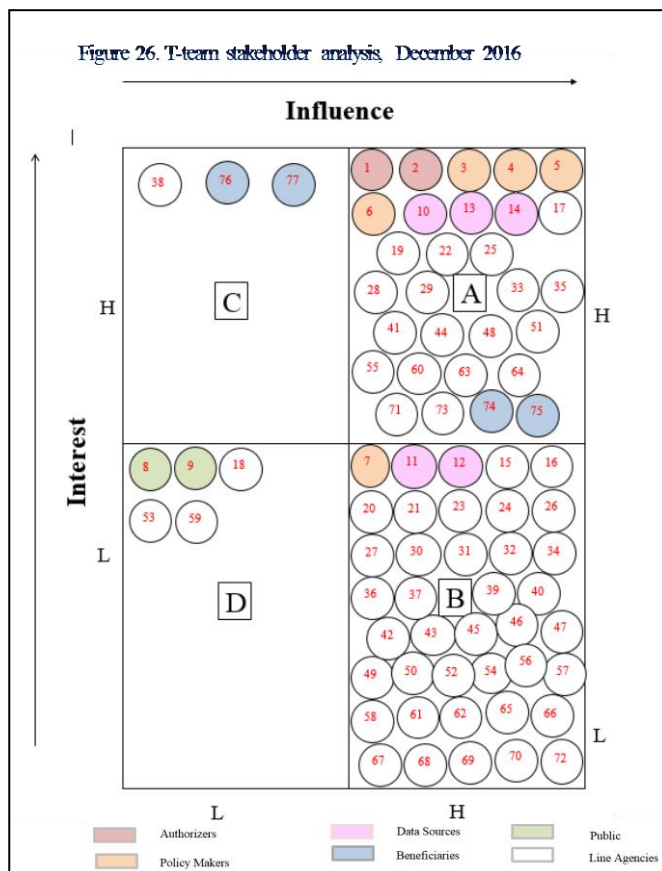 Figure 26. T-team stakeholder analysis, December 2016
Influence
1 2 3 4 5
38 76 77
6 10 13 14 17
19 22 25
C
28 29 A 33 35
H
H
41 44 48 51
55 60 63 64
71 73 74 75
Interest
8 9 18
7 11 12 15 16
53 59
20 21 23 24 26
L
27 30 31 32 34
D
36 37 B 39 40
42 43 45 46 47
49 50 52 54 56 57
58 61 62 65 66
L
67 68 69 70 72
L
H
Authorizers
Data Sources
Public
Policy Makers
Beneficiaries
Line Agencies